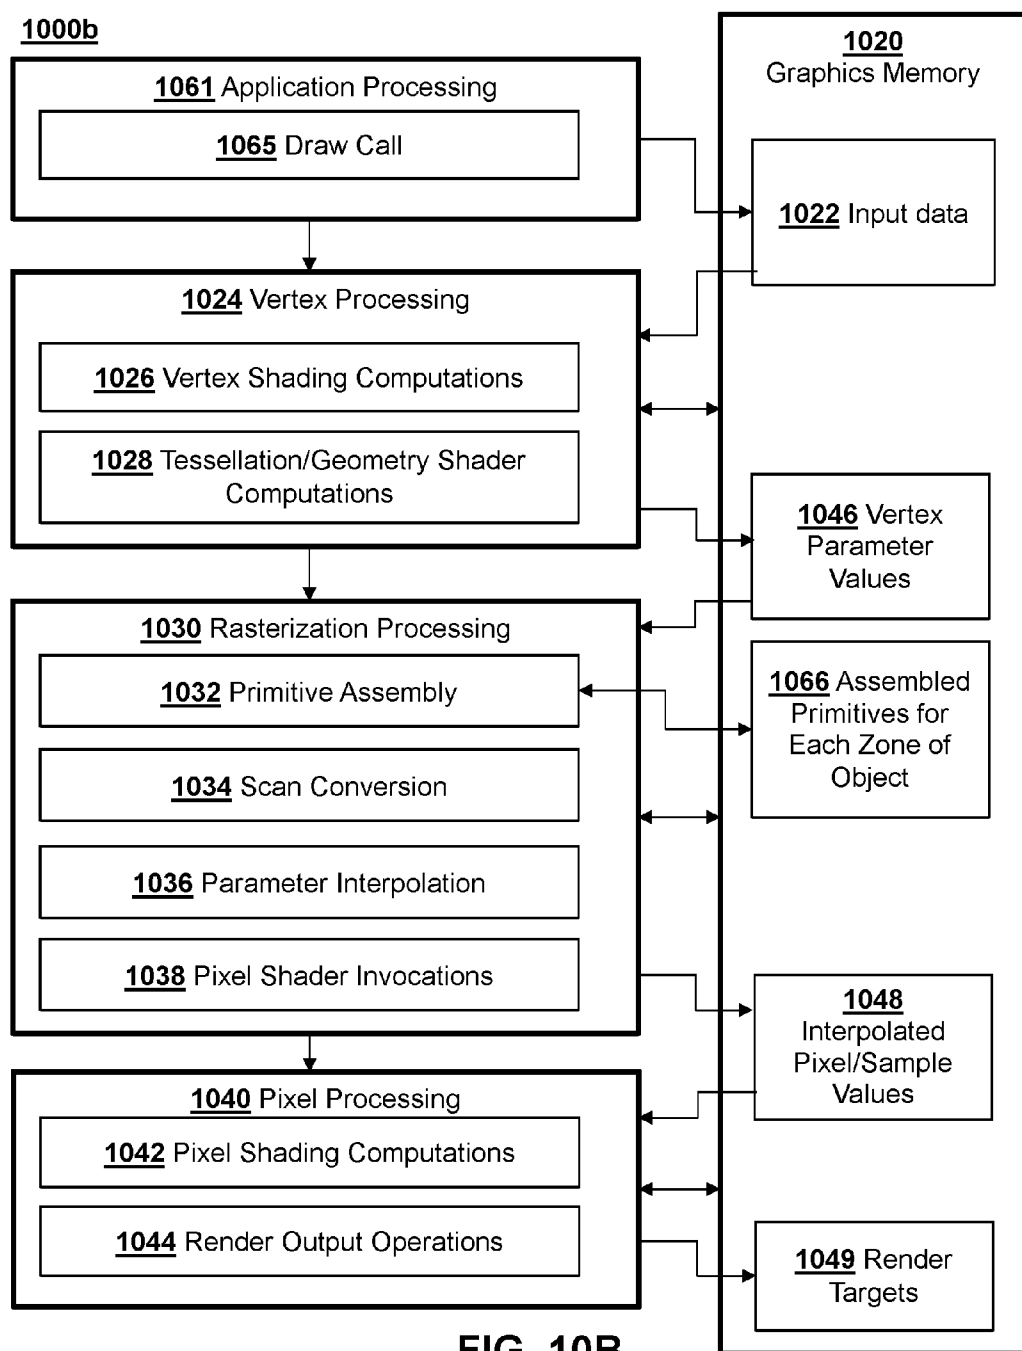 1000b
1061 Application Processing
1065 Draw Call
1024 Vertex Processing
1026 Vertex Shading Computations
1028 Tessellation/Geometry Shader
Computations
1030 Rasterization Processing
1032 Primitive Assembly
1034 Scan Conversion
1036 Parameter Interpolation
1038 Pixel Shader Invocations
1040 Pixel Processing
1042 Pixel Shading Computations
1044 Render Output Operations
1020
Graphics Memory
1022 Input data
1046 Vertex
Parameter
Values
1066 Assembled
Primitives for
Each Zone of
Object
1048
Interpolated
Pixel/Sample
Values
1049 Render
Targets
FIG. 10B